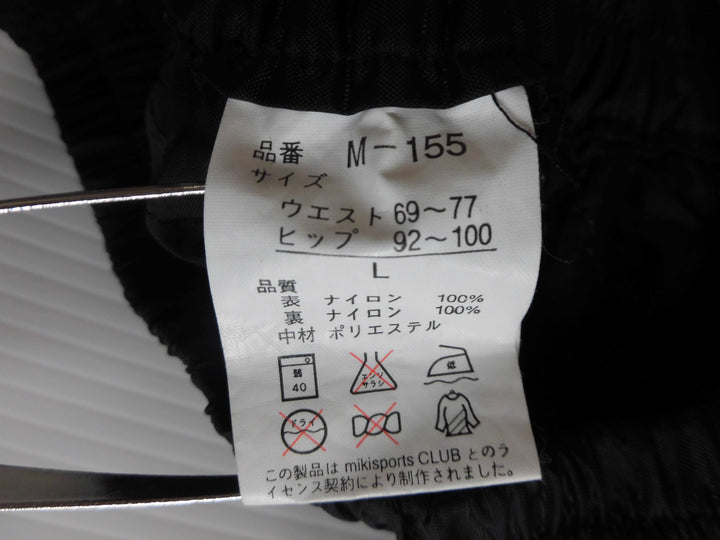 品番 M-155
サイズ
ウエスト 69～77
ヒップ 92～100
L
品質
表 ナイロン 100%
裏 ナイロン 100%
中材 ポリエステル
弱 40
エンソサラシ
低
ドライ
この製品は mikisports CLUB とのラ
イセンス契約により制作されました。